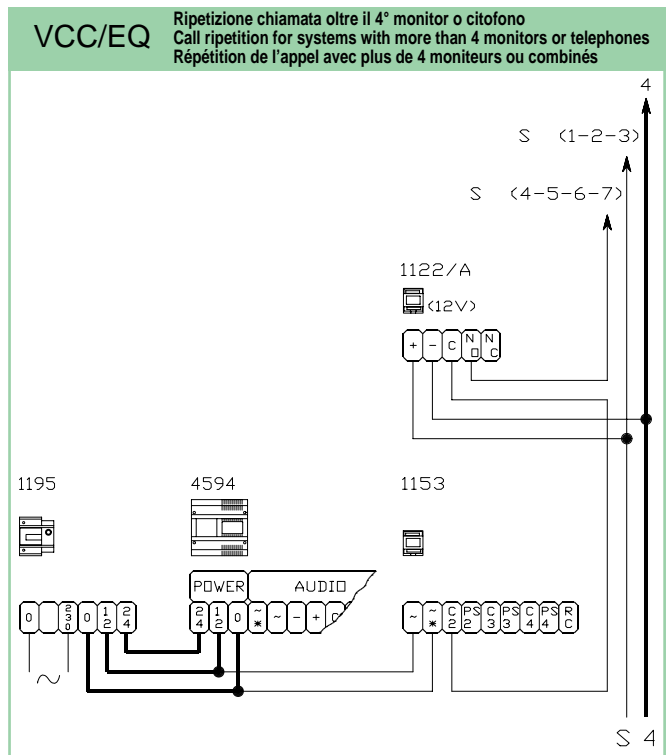 VCC/EQ
Ripetizione chiamata oltre il 4° monitor o citofono
Call ripetition for systems with more than 4 monitors or telephones
Répétition de l'appel avec plus de 4 moniteurs ou combinés
4
S (1-2-3)
S (4-5-6-7)
1122/A
(12V)
+ - C NO NC
1195 4594 1153
POWER AUDIO
0 230 0 12 24
24 12 0 ~* ~ - +
~ ~* C2 PS2 C3 PS3 C4 PS4 RC
~
S 4